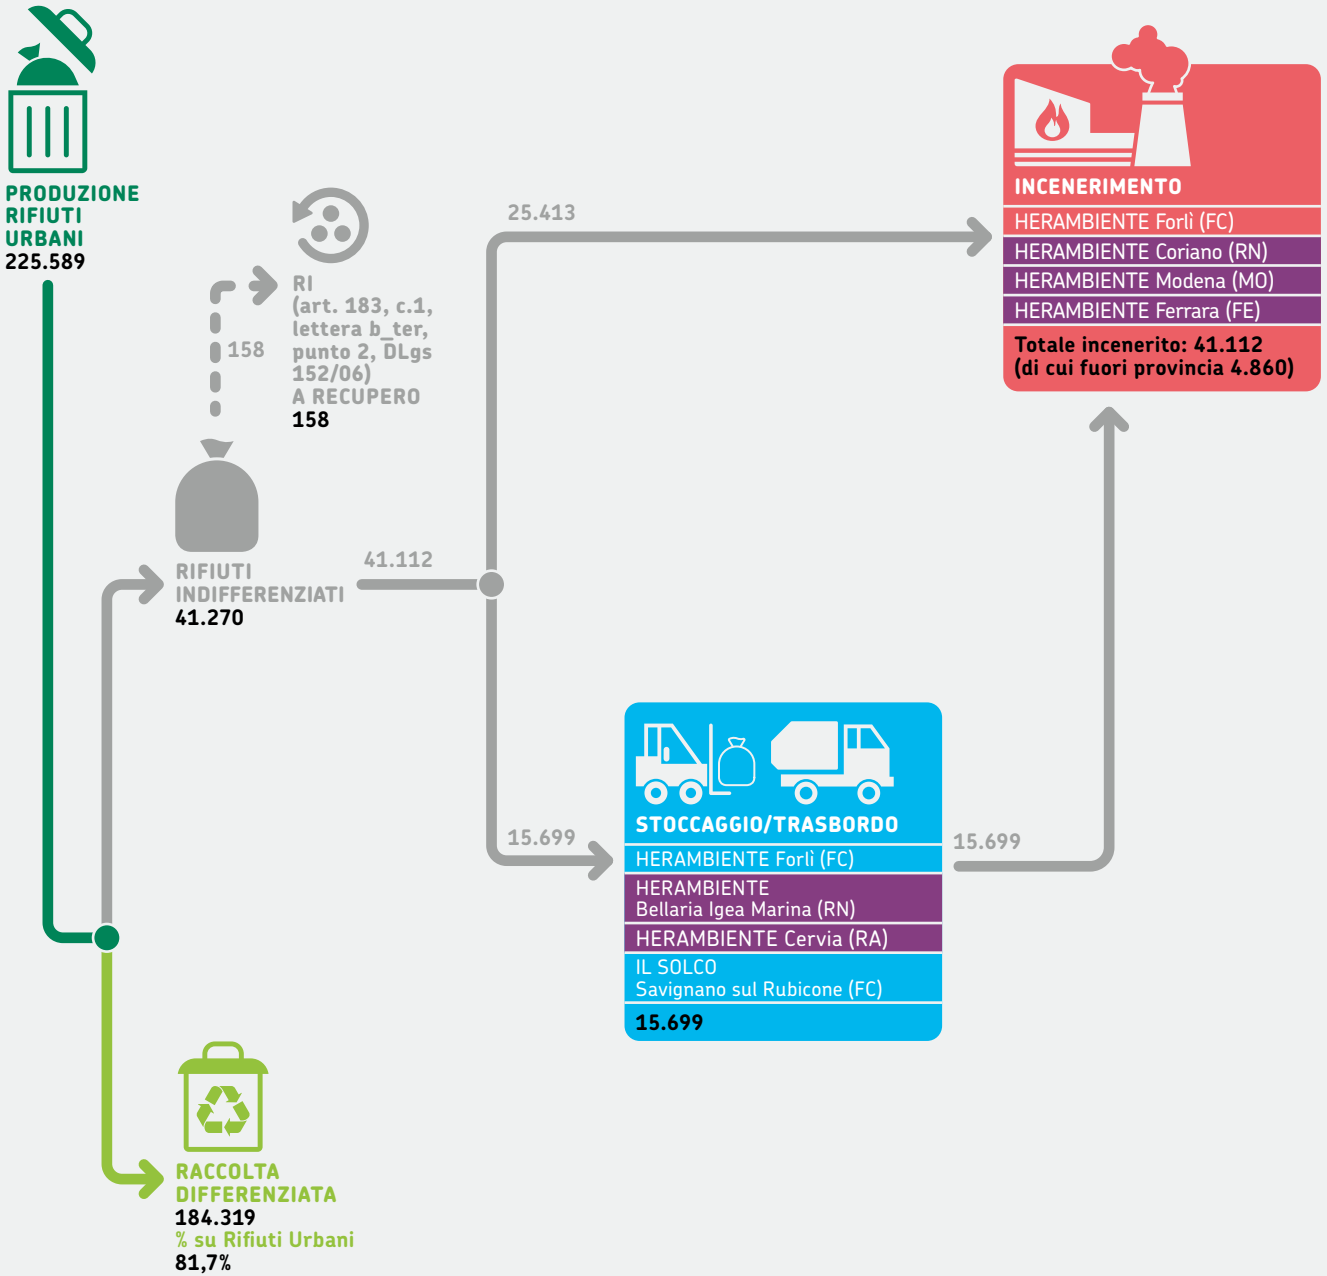 PRODUZIONE
RIFIUTI
URBANI
225.589
158
RI
(art. 183, c.1,
lettera b_ter,
punto 2, DLgs
152/06)
A RECUPERO
158
RIFIUTI
INDIFFERENZIATI
41.270
41.112
25.413
INCENERIMENTO
HERAMBIENTE Forlì (FC)
HERAMBIENTE Coriano (RN)
HERAMBIENTE Modena (MO)
HERAMBIENTE Ferrara (FE)
Totale incenerito: 41.112
(di cui fuori provincia 4.860)
15.699
STOCCAGGIO/TRASBORDO
HERAMBIENTE Forlì (FC)
HERAMBIENTE
Bellaria Igea Marina (RN)
HERAMBIENTE Cervia (RA)
IL SOLCO
Savignano sul Rubicone (FC)
15.699
15.699
RACCOLTA
DIFFERENZIATA
184.319
% su Rifiuti Urbani
81,7%